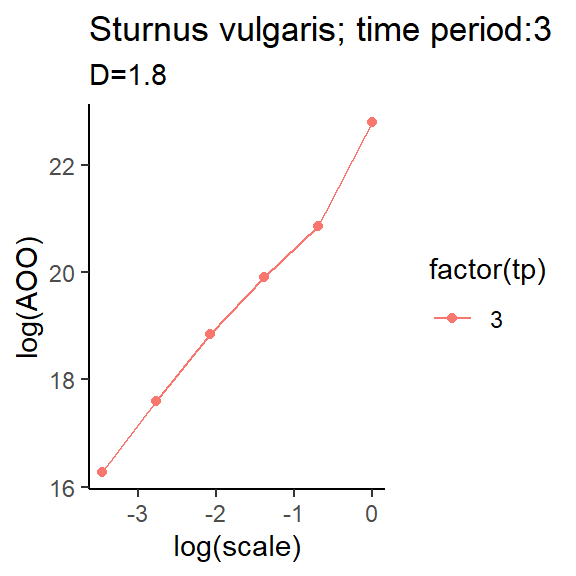 Sturnus vulgaris; time period:3
D=1.8
log(AOO)
22
20
18
16
-3 -2 -1 0
log(scale)
factor(tp)
3